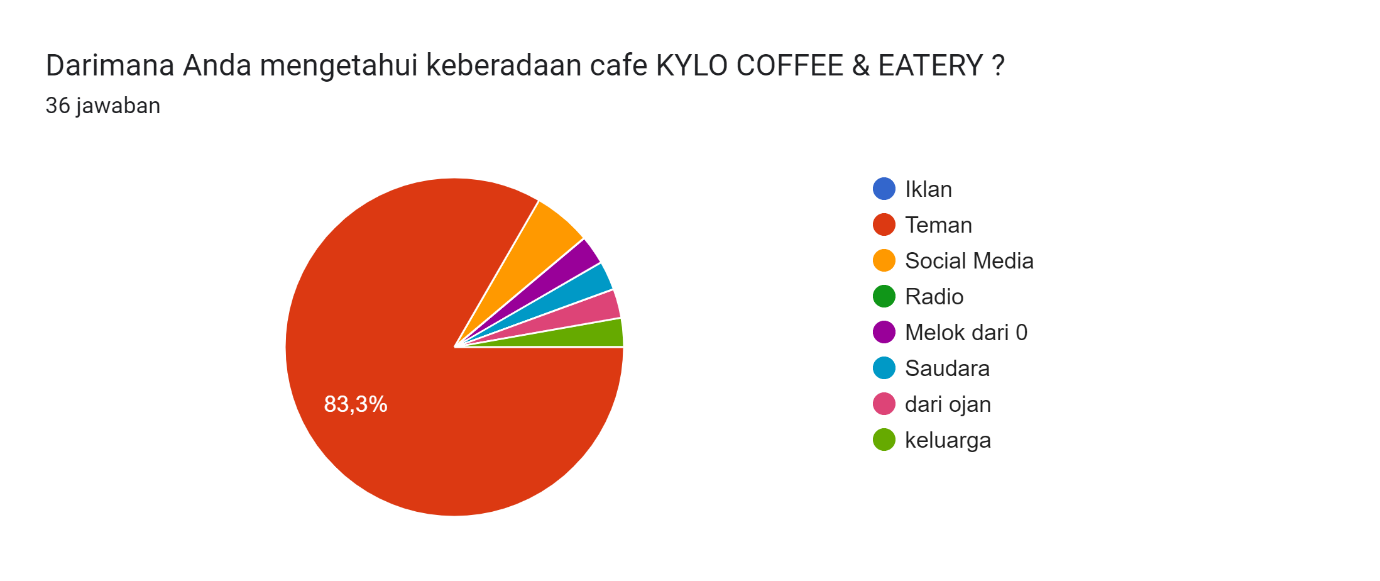 Darimana Anda mengetahui keberadaan cafe KYLO COFFEE & EATERY ?
36 jawaban
83,3%
Iklan
Teman
Social Media
Radio
Melok dari 0
Saudara
dari ojan
keluarga